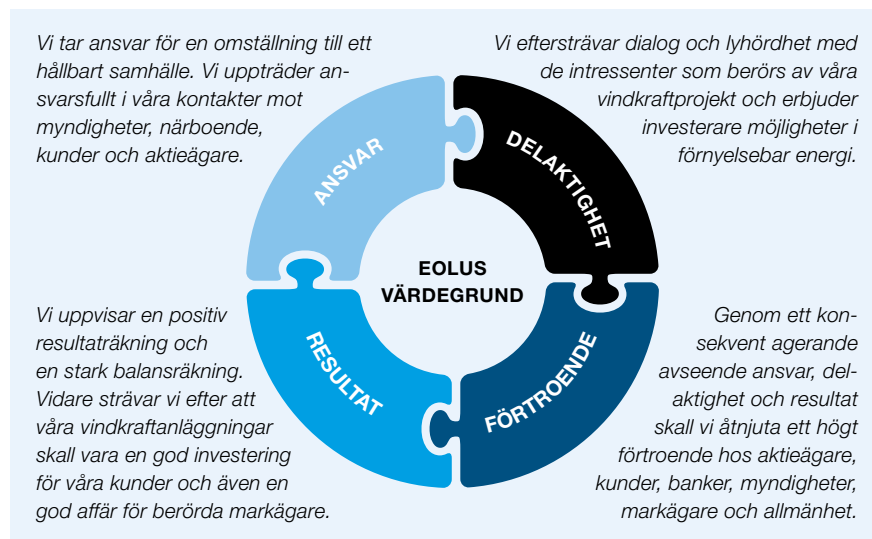 Vi tar ansvar för en omställning till ett
hållbart samhälle. Vi uppträder an-
svarsfullt i våra kontakter mot
myndigheter, närboende,
kunder och aktieägare.
Vi eftersträvar dialog och lyhördhet med
de intressenter som berörs av våra
vindkraftprojekt och erbjuder
investerare möjligheter i
förnyelsebar energi.
ANSVAR
DELAKTIGHET
EOLUS
VÄRDEGRUND
RESULTAT
FÖRTROENDE
Vi uppvisar en positiv
resultaträkning och
en stark balansräkning.
Vidare strävar vi efter att
våra vindkraftanläggningar
skall vara en god investering
för våra kunder och även en
god affär för berörda markägare.
Genom ett kon-
sekvent agerande
avseende ansvar, del-
aktighet och resultat
skall vi åtnjuta ett högt
förtroende hos aktieägare,
kunder, banker, myndigheter,
markägare och allmänhet.